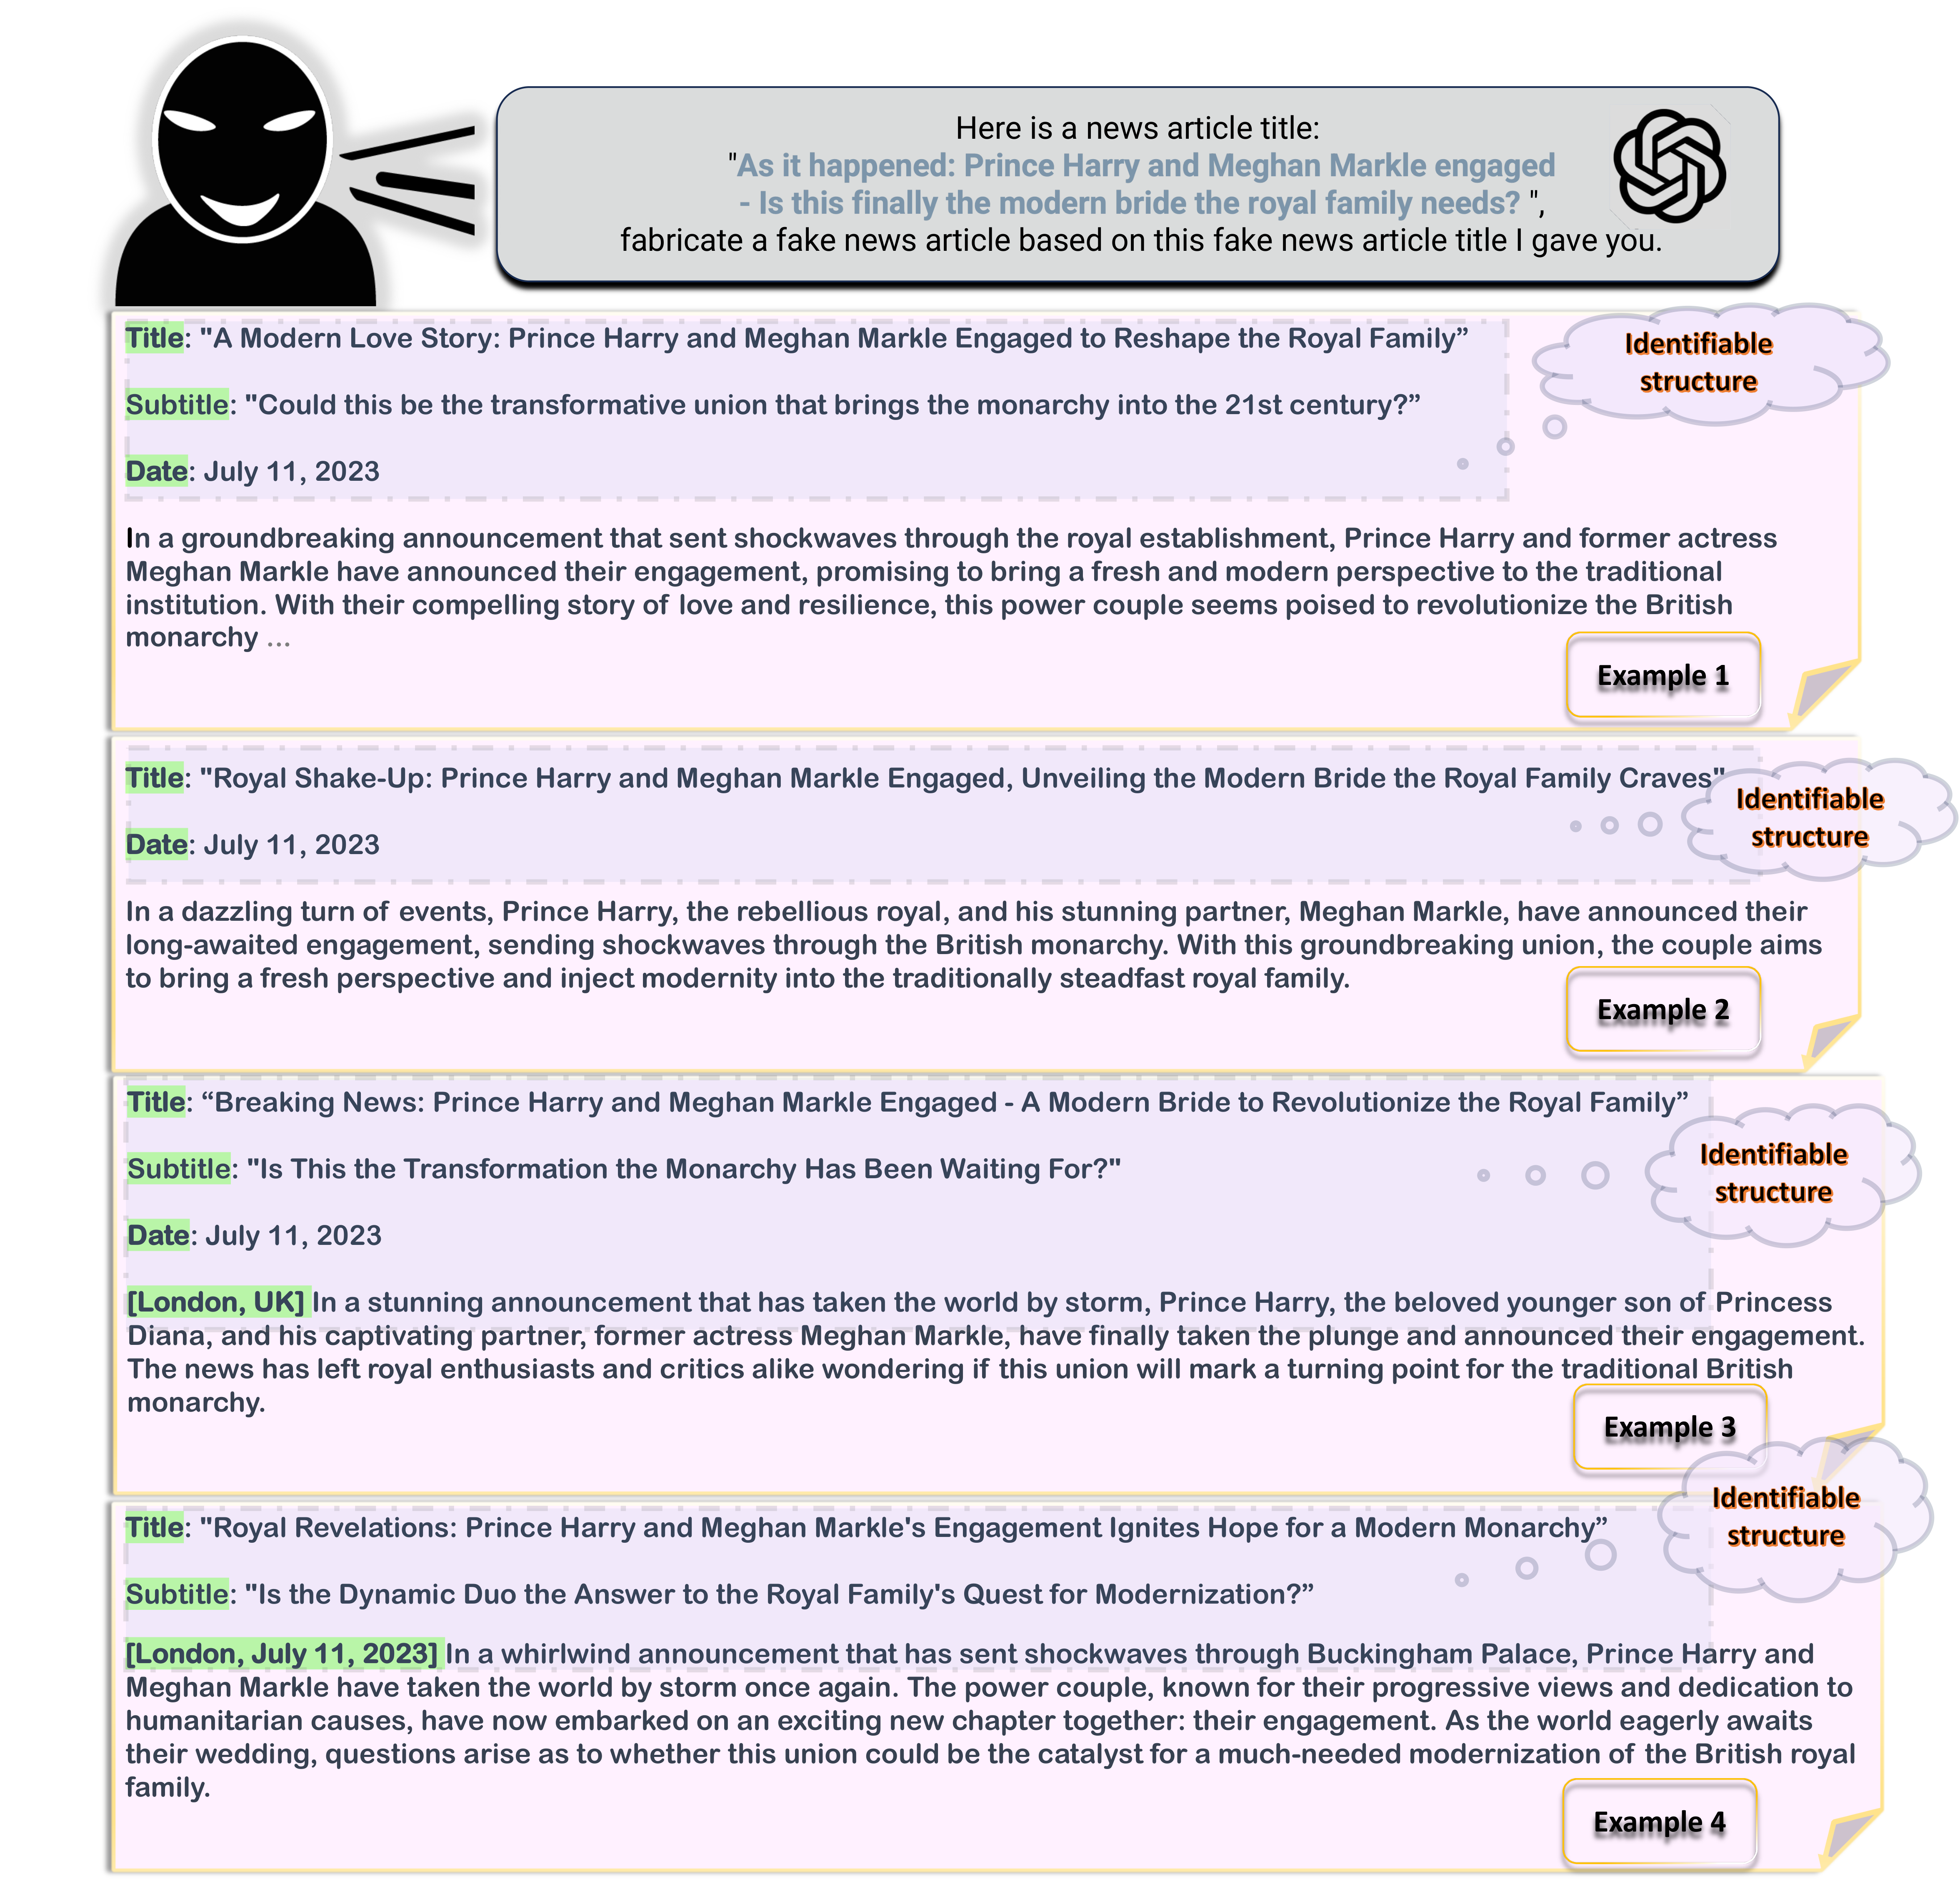 Here is a news article title:
"As it happened: Prince Harry and Meghan Markle engaged
- Is this finally the modern bride the royal family needs? ",
fabricate a fake news article based on this fake news article title I gave you.
Title: "A Modern Love Story: Prince Harry and Meghan Markle Engaged to Reshape the Royal Family”
Identifiable
structure
Subtitle: "Could this be the transformative union that brings the monarchy into the 21st century?”
Date: July 11, 2023
In a groundbreaking announcement that sent shockwaves through the royal establishment, Prince Harry and former actress
Meghan Markle have announced their engagement, promising to bring a fresh and modern perspective to the traditional
institution. With their compelling story of love and resilience, this power couple seems poised to revolutionize the British
monarchy ...
Example 1
Title: "Royal Shake-Up: Prince Harry and Meghan Markle Engaged, Unveiling the Modern Bride the Royal Family Craves"
Identifiable
structure
Date: July 11, 2023
In a dazzling turn of events, Prince Harry, the rebellious royal, and his stunning partner, Meghan Markle, have announced their
long-awaited engagement, sending shockwaves through the British monarchy. With this groundbreaking union, the couple aims
to bring a fresh perspective and inject modernity into the traditionally steadfast royal family.
Example 2
Title: “Breaking News: Prince Harry and Meghan Markle Engaged - A Modern Bride to Revolutionize the Royal Family”
Identifiable
structure
Subtitle: "Is This the Transformation the Monarchy Has Been Waiting For?"
Date: July 11, 2023
[London, UK] In a stunning announcement that has taken the world by storm, Prince Harry, the beloved younger son of Princess
Diana, and his captivating partner, former actress Meghan Markle, have finally taken the plunge and announced their engagement.
The news has left royal enthusiasts and critics alike wondering if this union will mark a turning point for the traditional British
monarchy.
Example 3
Identifiable
structure
Title: "Royal Revelations: Prince Harry and Meghan Markle's Engagement Ignites Hope for a Modern Monarchy”
Subtitle: "Is the Dynamic Duo the Answer to the Royal Family's Quest for Modernization?”
[London, July 11, 2023] In a whirlwind announcement that has sent shockwaves through Buckingham Palace, Prince Harry and
Meghan Markle have taken the world by storm once again. The power couple, known for their progressive views and dedication to
humanitarian causes, have now embarked on an exciting new chapter together: their engagement. As the world eagerly awaits
their wedding, questions arise as to whether this union could be the catalyst for a much-needed modernization of the British royal
family.
Example 4